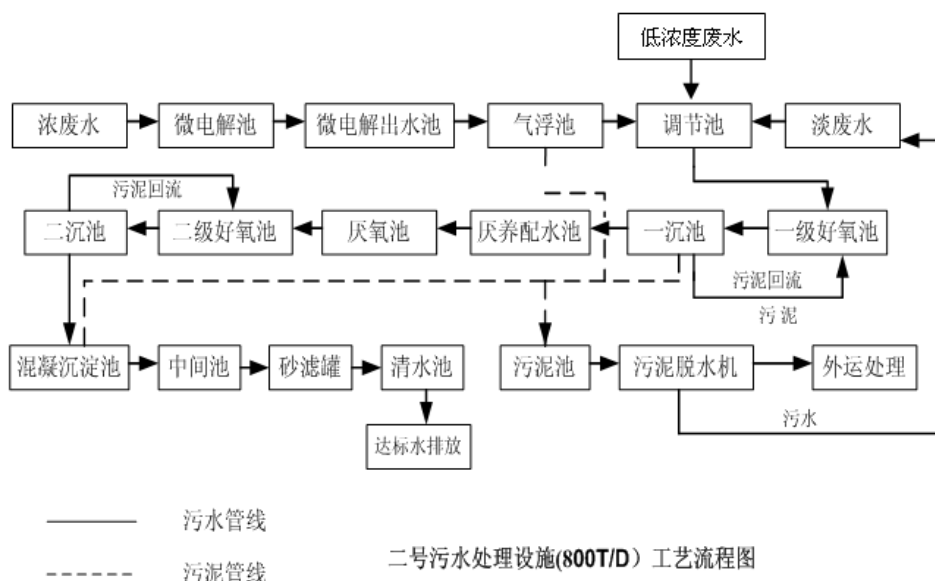 低浓度废水
浓废水
微电解池
微电解出水池
气浮池
调节池
淡废水
污泥回流
二沉池
二级好氧池
厌氧池
厌养配水池
一沉池
一级好氧池
污泥回流
污 泥
混凝沉淀池
中间池
砂滤罐
清水池
污泥池
污泥脱水机
外运处理
污水
达标水排放
污水管线
污泥管线
二号污水处理设施(800T/D）工艺流程图